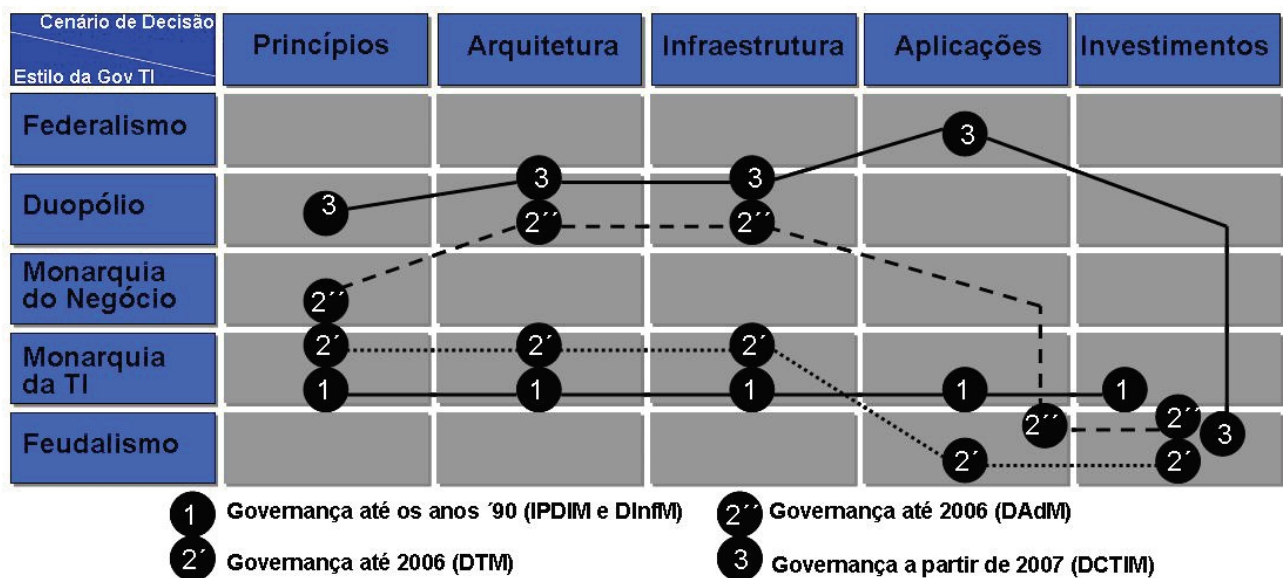 Cenário de Decisão
Estilo da Gov TI
Princípios
Arquitetura
Infraestrutura
Aplicações
Investimentos
Federalismo
3
Duopólio
3
3
3
2´´
2´´
Monarquia
do Negócio
2´´
Monarquia
da TI
2´
2´
2´
1
1
1
1
1
Feudalismo
2´´
2´´
3
2´
2´
1 Governança até os anos ´90 (IPDIM e DInfM)
2´´ Governança até 2006 (DAdM)
2´ Governança até 2006 (DTM)
3 Governança a partir de 2007 (DCTIM)